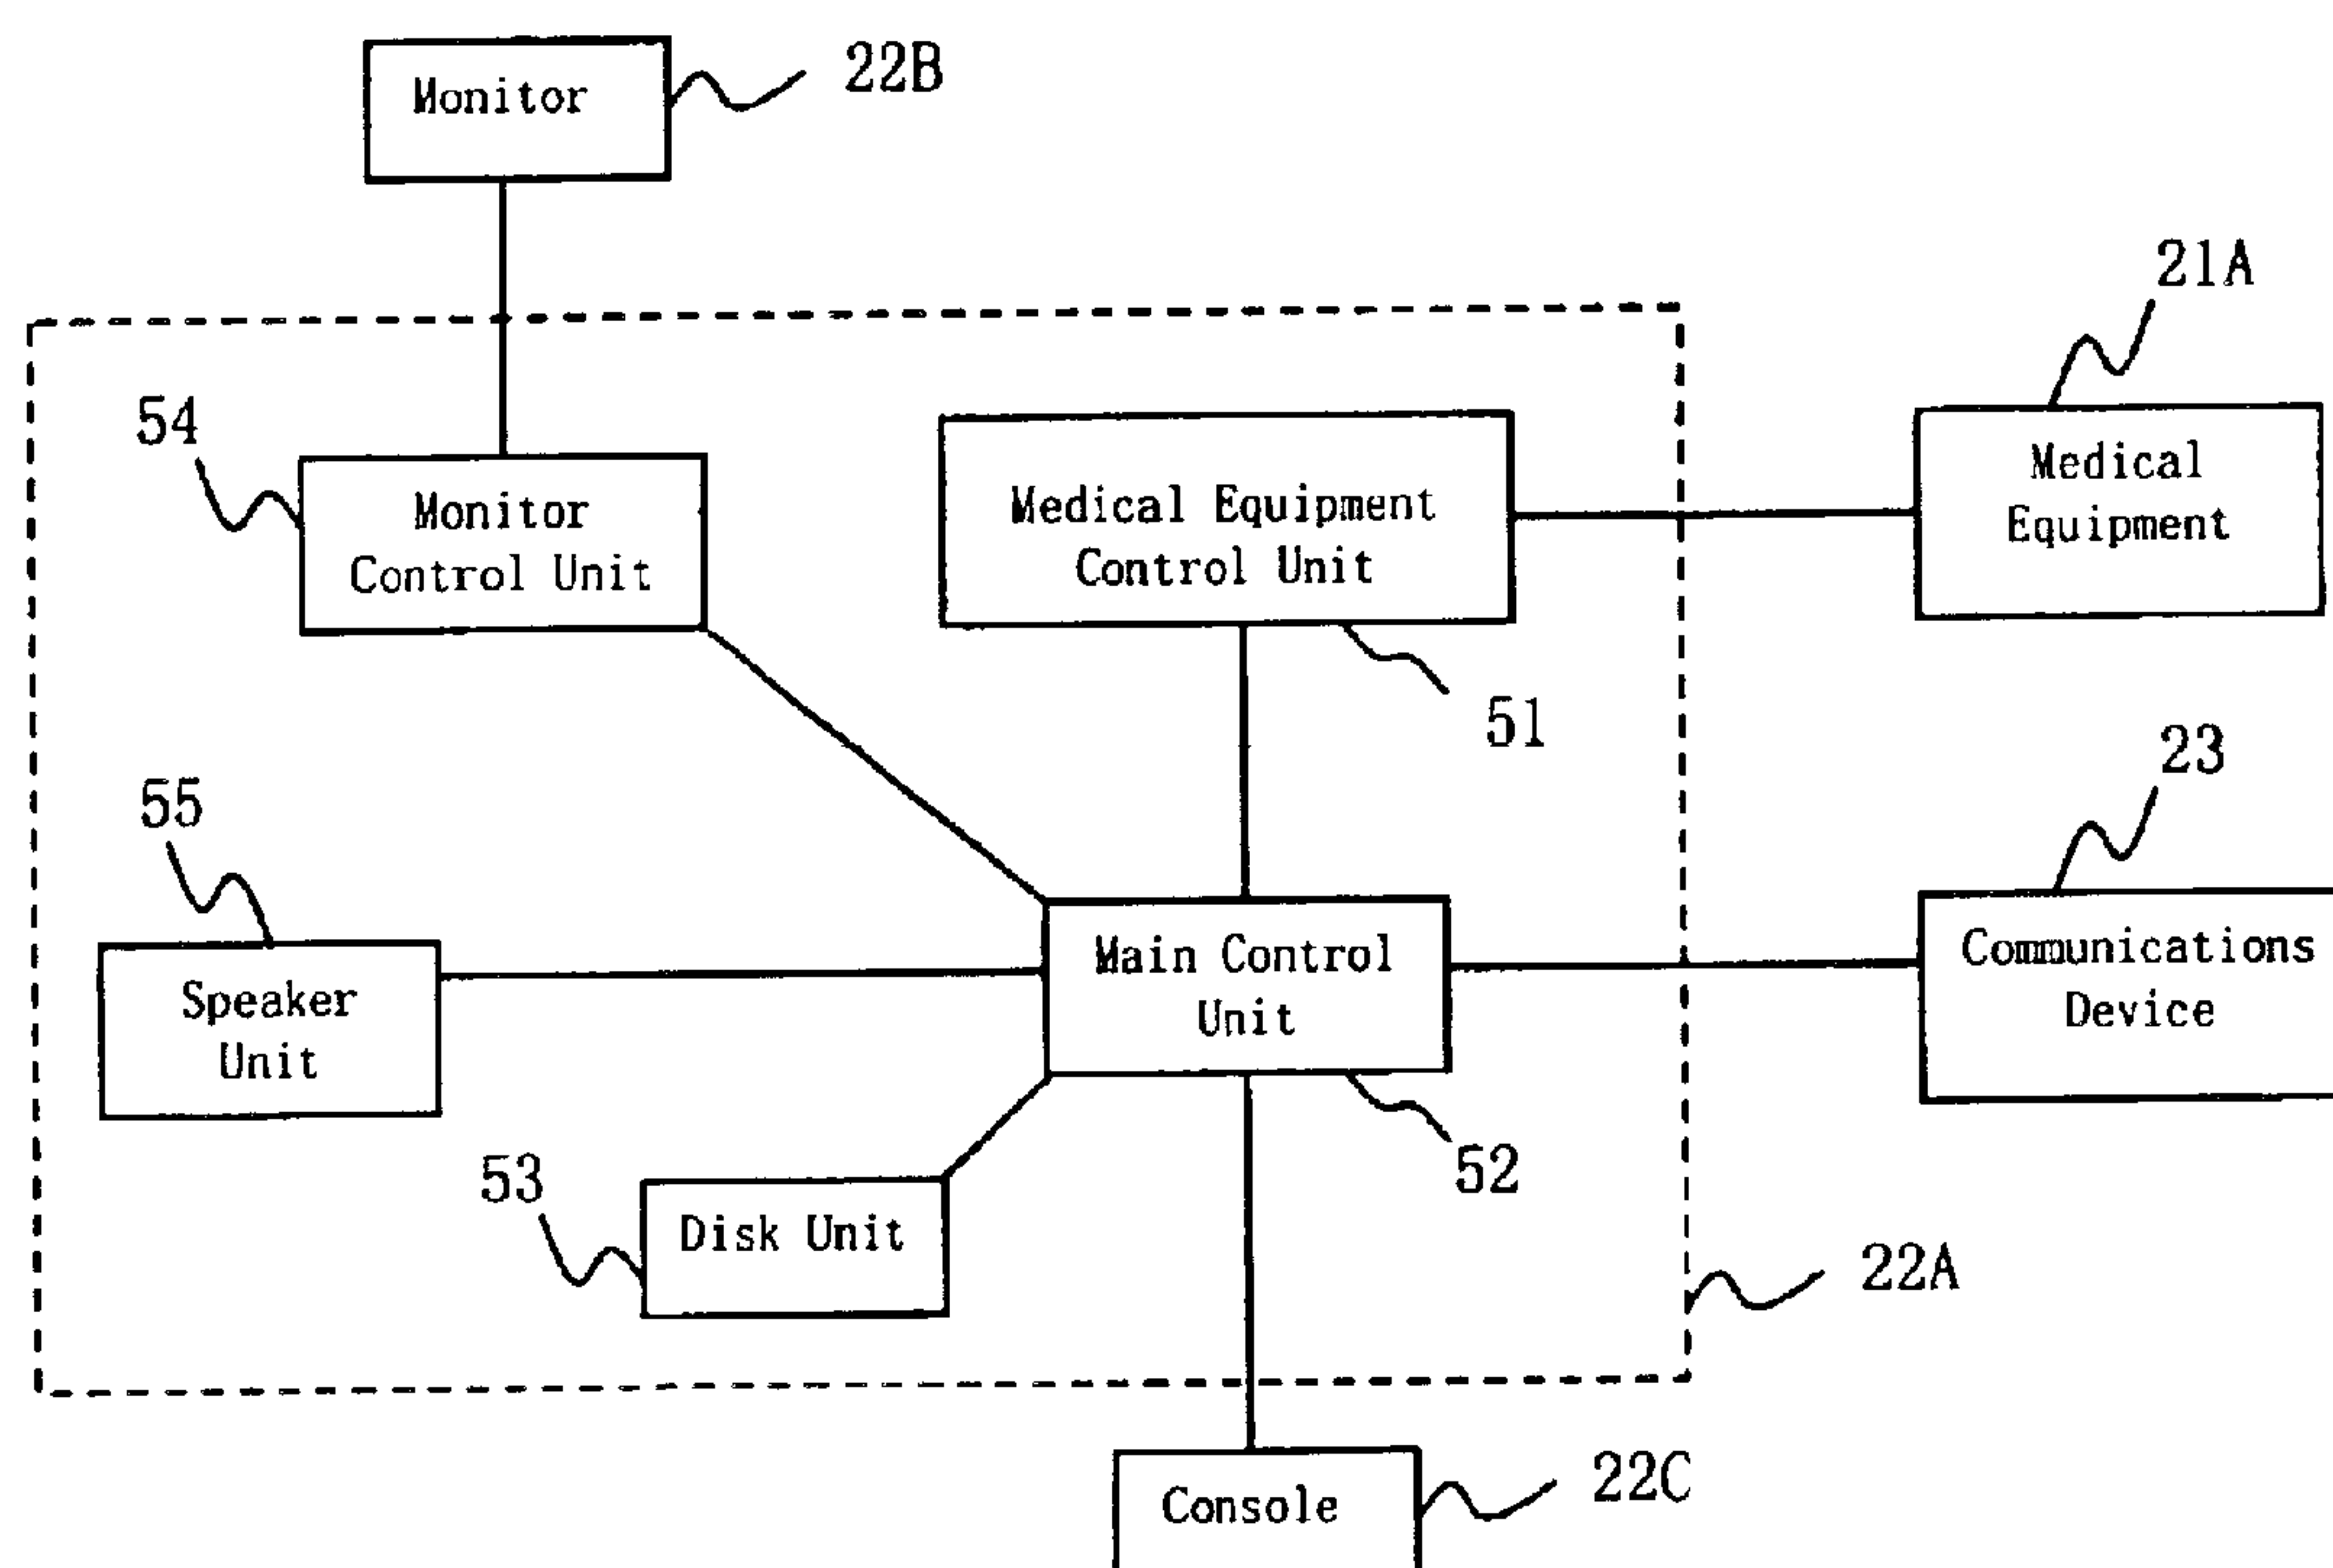 Monitor
22B
21A
54
Monitor
Control Unit
Medical Equipment
Control Unit
Medical
Equipment
51
23
55
Speaker
Unit
Main Control
Unit
Communications
Device
53
Disk Unit
52
22A
Console
22C